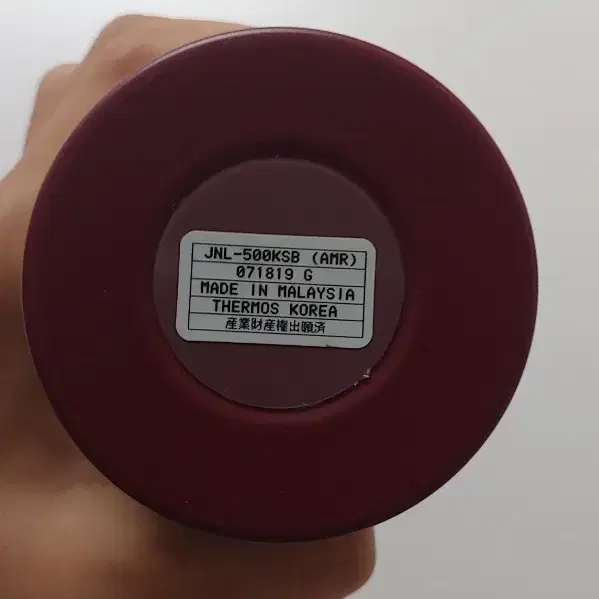 JNL-500KSB (AMR)
071819 G
MADE IN MALAYSIA
THERMOS KOREA
産業財産権出願済